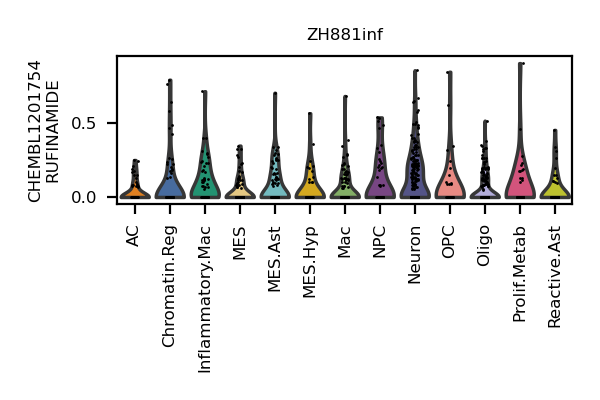 ZH881inf
CHEMBL1201754
RUFINAMIDE
0.5
0.0
AC
Chromatin.Reg
Inflammatory.Mac
MES
MES.Ast
MES.Hyp
Mac
NPC
Neuron
OPC
Oligo
Prolif.Metab
Reactive.Ast